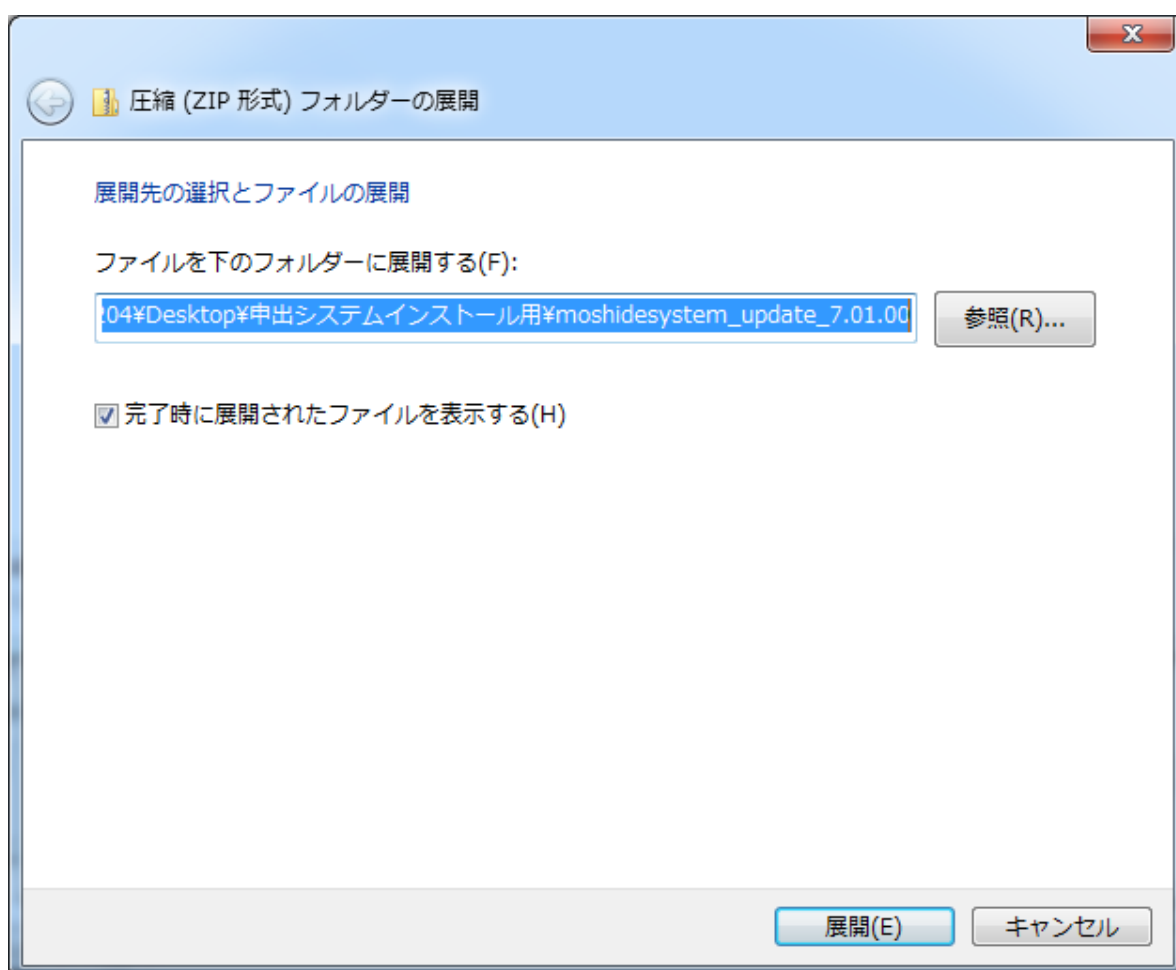 圧縮 (ZIP 形式) フォルダーの展開
展開先の選択とファイルの展開
ファイルを下のフォルダーに展開する(F):
204¥Desktop¥申出システムインストール用¥moshidesystem_update_7.01.00
参照(R)...
完了時に展開されたファイルを表示する(H)
展開(E)
キャンセル